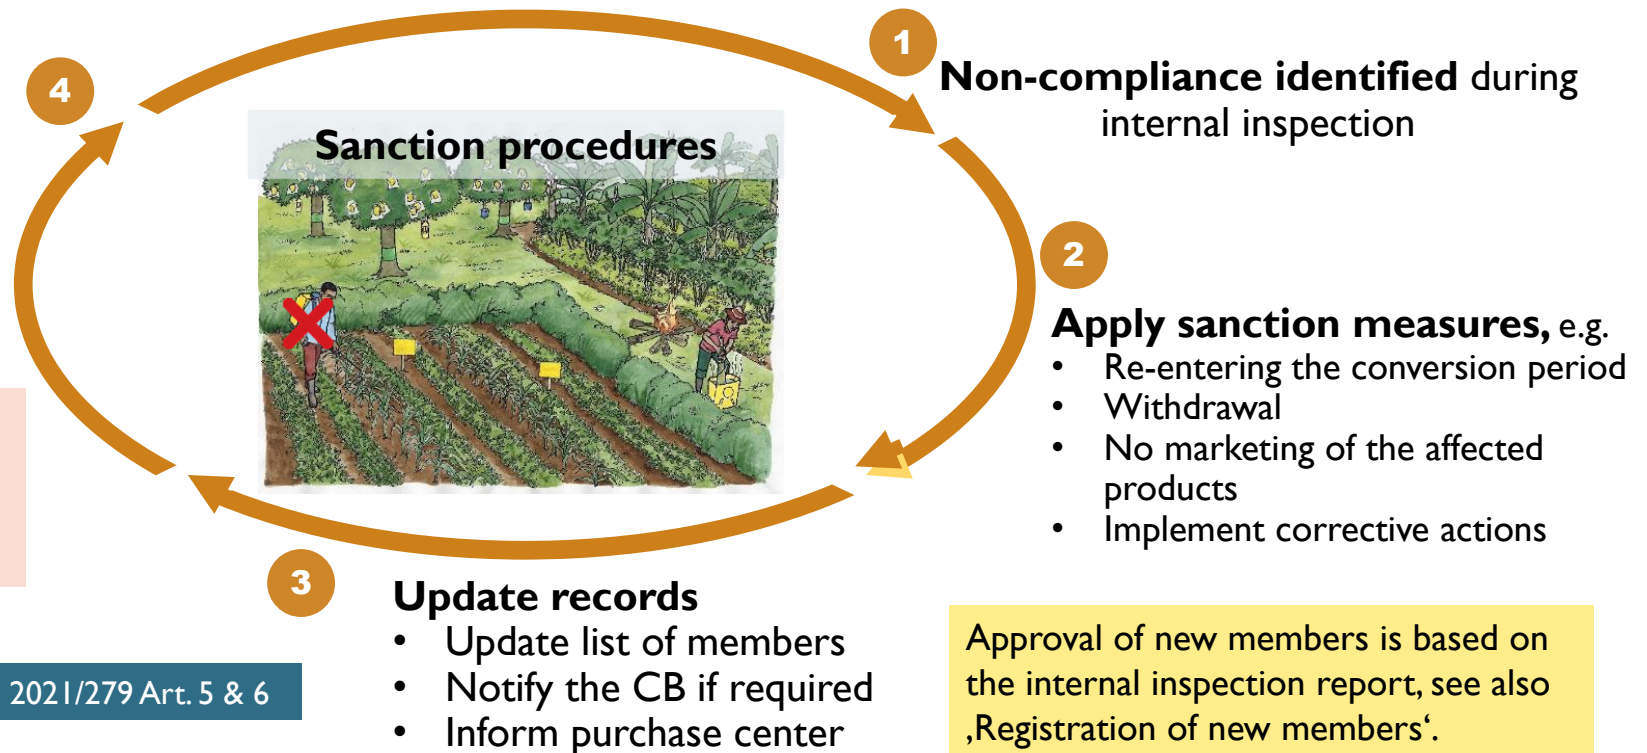 1
Non-compliance identified during
internal inspection
4
Sanction procedures
2
Apply sanction measures, e.g.
• Re-entering the conversion period
• Withdrawal
• No marketing of the affected
products
• Implement corrective actions
3
Update records
• Update list of members
• Notify the CB if required
• Inform purchase center
2021/279 Art. 5 & 6
Approval of new members is based on
the internal inspection report, see also
‚Registration of new members‘.